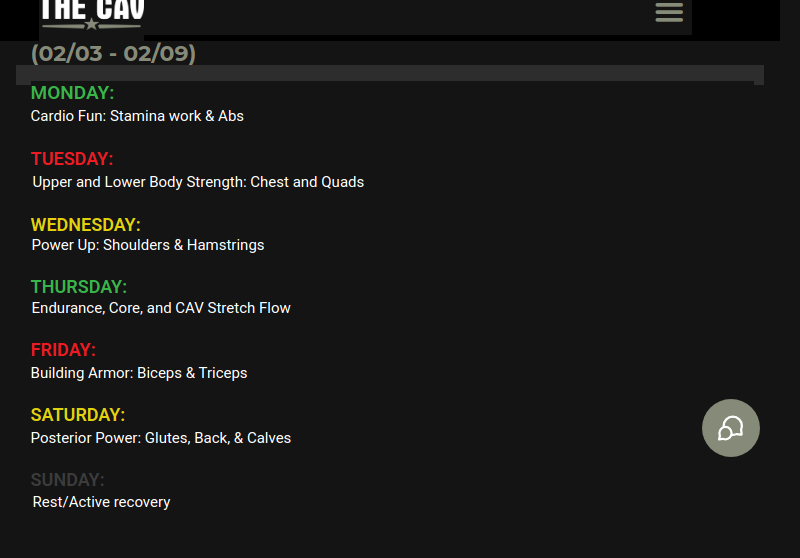 THE CAV
(02/03 - 02/09)
MONDAY:
Cardio Fun: Stamina work & Abs
TUESDAY:
Upper and Lower Body Strength: Chest and Quads
WEDNESDAY:
Power Up: Shoulders & Hamstrings
THURSDAY:
Endurance, Core, and CAV Stretch Flow
FRIDAY:
Building Armor: Biceps & Triceps
SATURDAY:
Posterior Power: Glutes, Back, & Calves
SUNDAY:
Rest/Active recovery